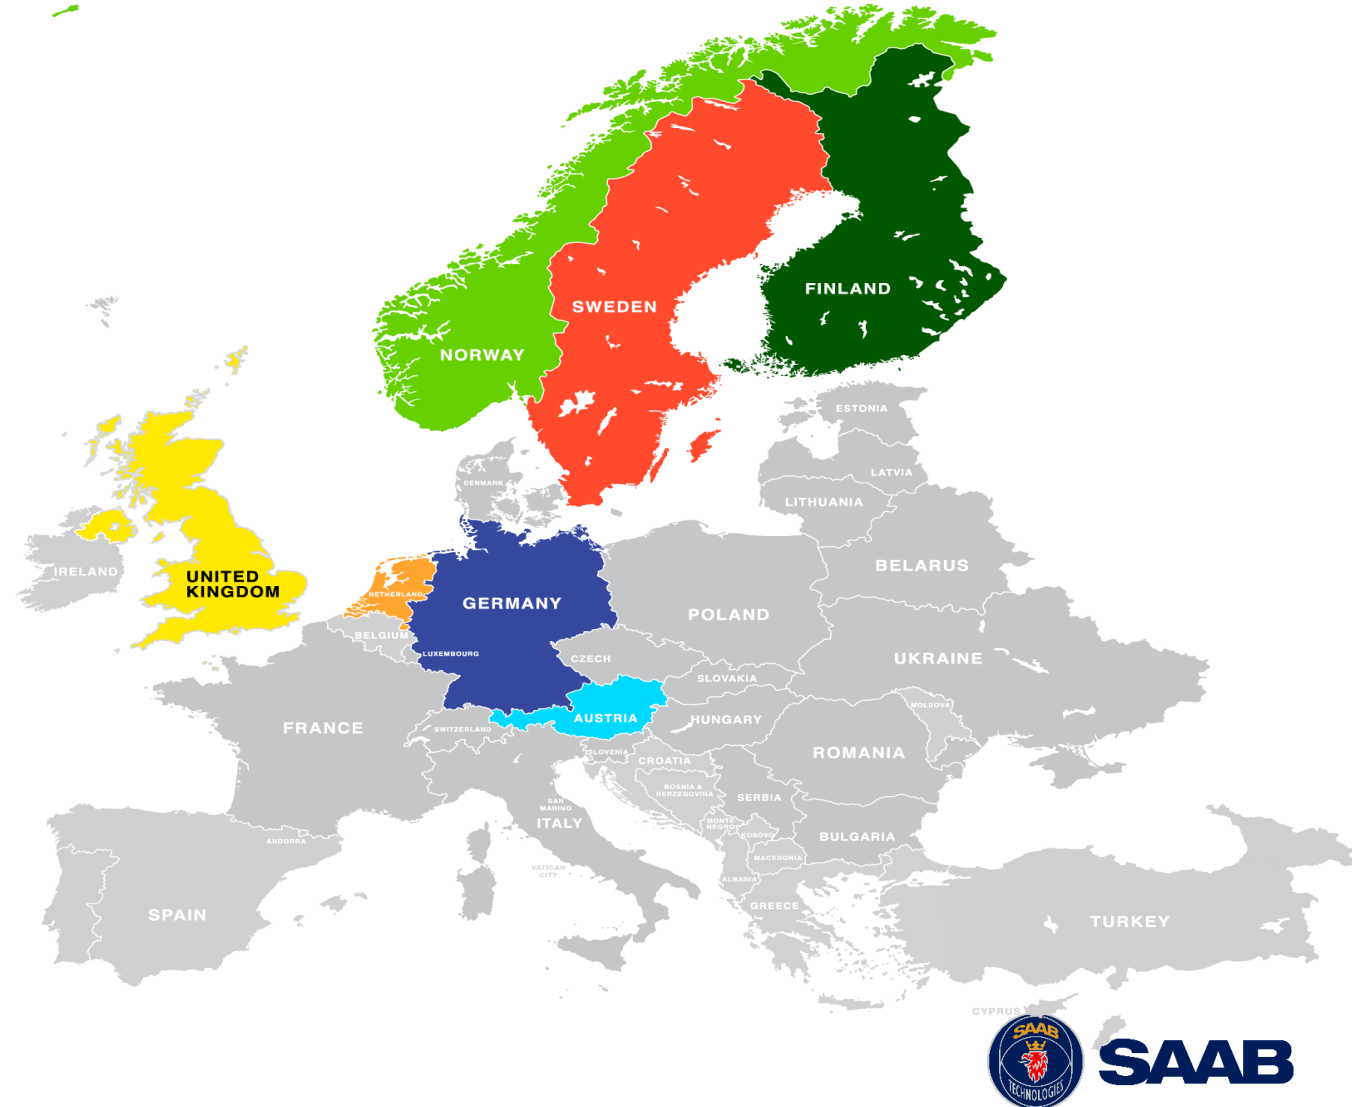 FINLAND
SWEDEN
NORWAY
ESTONIA
LATVIA
DENMARK
LITHUANIA
BELARUS
IRELAND
UNITED
KINGDOM
NETHERLAND
GERMANY
POLAND
BELGIUM
LUXEMBOURG
CZECH
UKRAINE
SLOVAKIA
FRANCE
SWITZERLAND
AUSTRIA
HUNGARY
MOLDOVA
SLOVENIA
CROATIA
ROMANIA
BOSNIA &
HERZEGOVINA
SERBIA
SAN
MARINO
ITALY
MONTE
NEGRO
KOSOVO
BULGARIA
ANDORRA
MACEDONIA
VATICAN
CITY
ALBANIA
GREECE
SPAIN
TURKEY
CYPRUS
SAAB
TECHNOLOGIES
SAAB